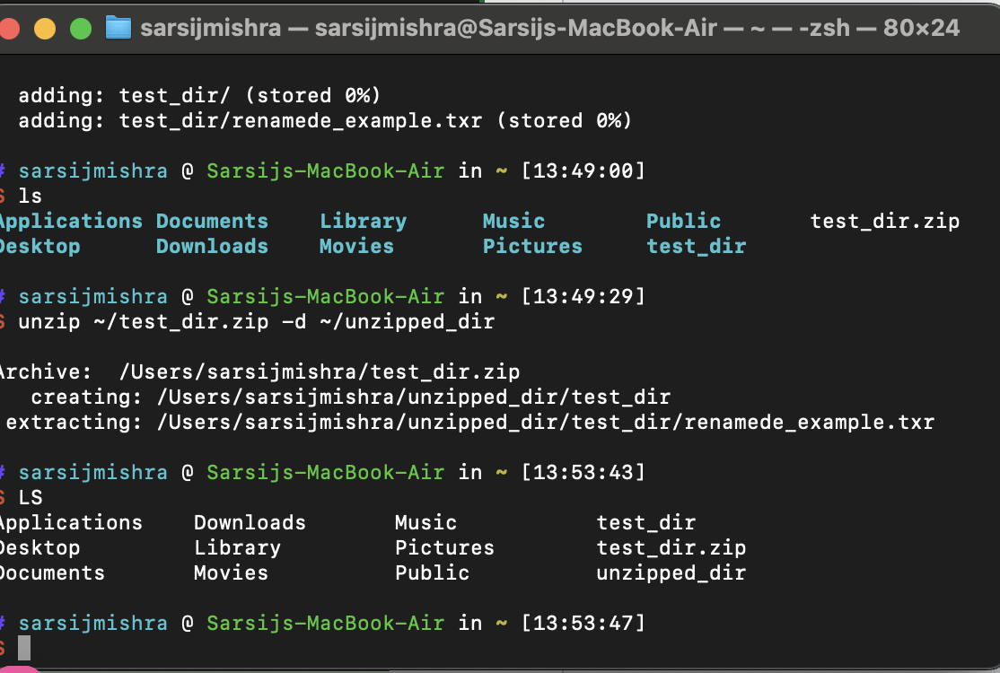 sarsijmishra — sarsijmishra@Sarsijs-MacBook-Air — ~ — -zsh — 80×24
adding: test_dir/ (stored 0%)
adding: test_dir/renamede_example.txr (stored 0%)
# sarsijmishra @ Sarsijs-MacBook-Air in ~ [13:49:00]
$ ls
Applications Documents Library Music Public test_dir.zip
Desktop Downloads Movies Pictures test_dir
# sarsijmishra @ Sarsijs-MacBook-Air in ~ [13:49:29]
$ unzip ~/test_dir.zip -d ~/unzipped_dir
Archive: /Users/sarsijmishra/test_dir.zip
creating: /Users/sarsijmishra/unzipped_dir/test_dir
extracting: /Users/sarsijmishra/unzipped_dir/test_dir/renamede_example.txr
# sarsijmishra @ Sarsijs-MacBook-Air in ~ [13:53:43]
$ LS
Applications Downloads Music test_dir
Desktop Library Pictures test_dir.zip
Documents Movies Public unzipped_dir
# sarsijmishra @ Sarsijs-MacBook-Air in ~ [13:53:47]
$